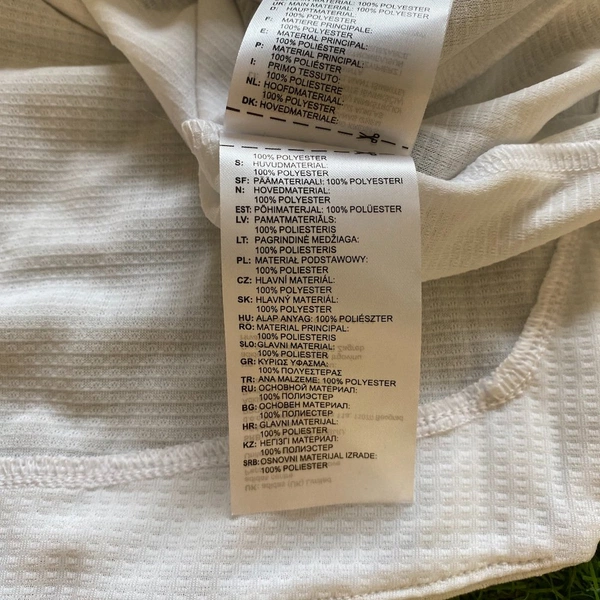 UK: MAIN MATERIAL: 100% POLYESTER
D: HAUPTMATERIAL:
100% POLYESTER
F: MATIERE PRINCIPALE:
100% POLYESTER
E: MATERIAL PRINCIPAL:
100% POLIÉSTER
P: MATERIAL PRINCIPAL:
100% POLIÉSTER
I: PRIMO TESSUTO:
100% POLIESTERE
NL: HOOFDMATERIAAL:
100% POLYESTER
DK: HOVEDMATERIALE:
100% POLYESTER
S: HUVUDMATERIAL:
100% POLYESTER
SF: PÄÄMATERIAALI: 100% POLYESTERI
N: HOVEDMATERIAL:
100% POLYESTER
EST: PÕHIMATERJAL: 100% POLÜESTER
LV: PAMATMATERIĀLS:
100% POLIESTERIS
LT: PAGRINDINĖ MEDŽIAGA:
100% POLIESTERIS
PL: MATERIAŁ PODSTAWOWY:
100% POLIESTER
CZ: HLAVNÍ MATERIÁL:
100% POLYESTER
SK: HLAVNÝ MATERIÁL:
100% POLYESTER
HU: ALAP ANYAG: 100% POLIÉSZTER
RO: MATERIAL PRINCIPAL:
100% POLIESTERIS
SLO: GLAVNI MATERIAL:
100% POLIESTER
GR: ΚΥΡΙΩΣ ΥΦΑΣΜΑ:
100% ΠΟΛΥΕΣΤΕΡΑΣ
TR: ANA MALZEME: 100% POLYESTER
RU: ОСНОВНОЙ МАТЕРИАЛ:
100% ПОЛИЭСТЕР
BG: ОСНОВЕН МАТЕРИАЛ:
100% ПОЛИЕСТЕР
HR: GLAVNI MATERIJAL:
100% POLIESTER
KZ: НЕГІЗГІ МАТЕРИАЛ:
100% ПОЛИЭСТЕР
SRB: OSNOVNI MATERIJAL IZRADE:
100% POLIESTER